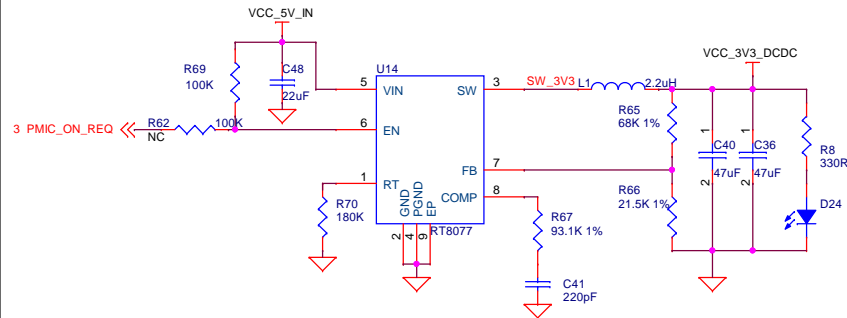 VCC_5V_IN
VCC_3V3_DCDC
R69
100K
C48
22uF
U14
5
VIN
SW
3
SW_3V3
L1
2.2uH
R65
68K 1%
3 PMIC_ON_REQ
R62
100K
NC
6
EN
1
C40
47uF
2
1
C36
47uF
2
R8
330R
FB
7
1
RT
COMP
8
R66
21.5K 1%
D24
R70
180K
GND
PGND
EP
2
4
9
RT8077
R67
93.1K 1%
C41
220pF